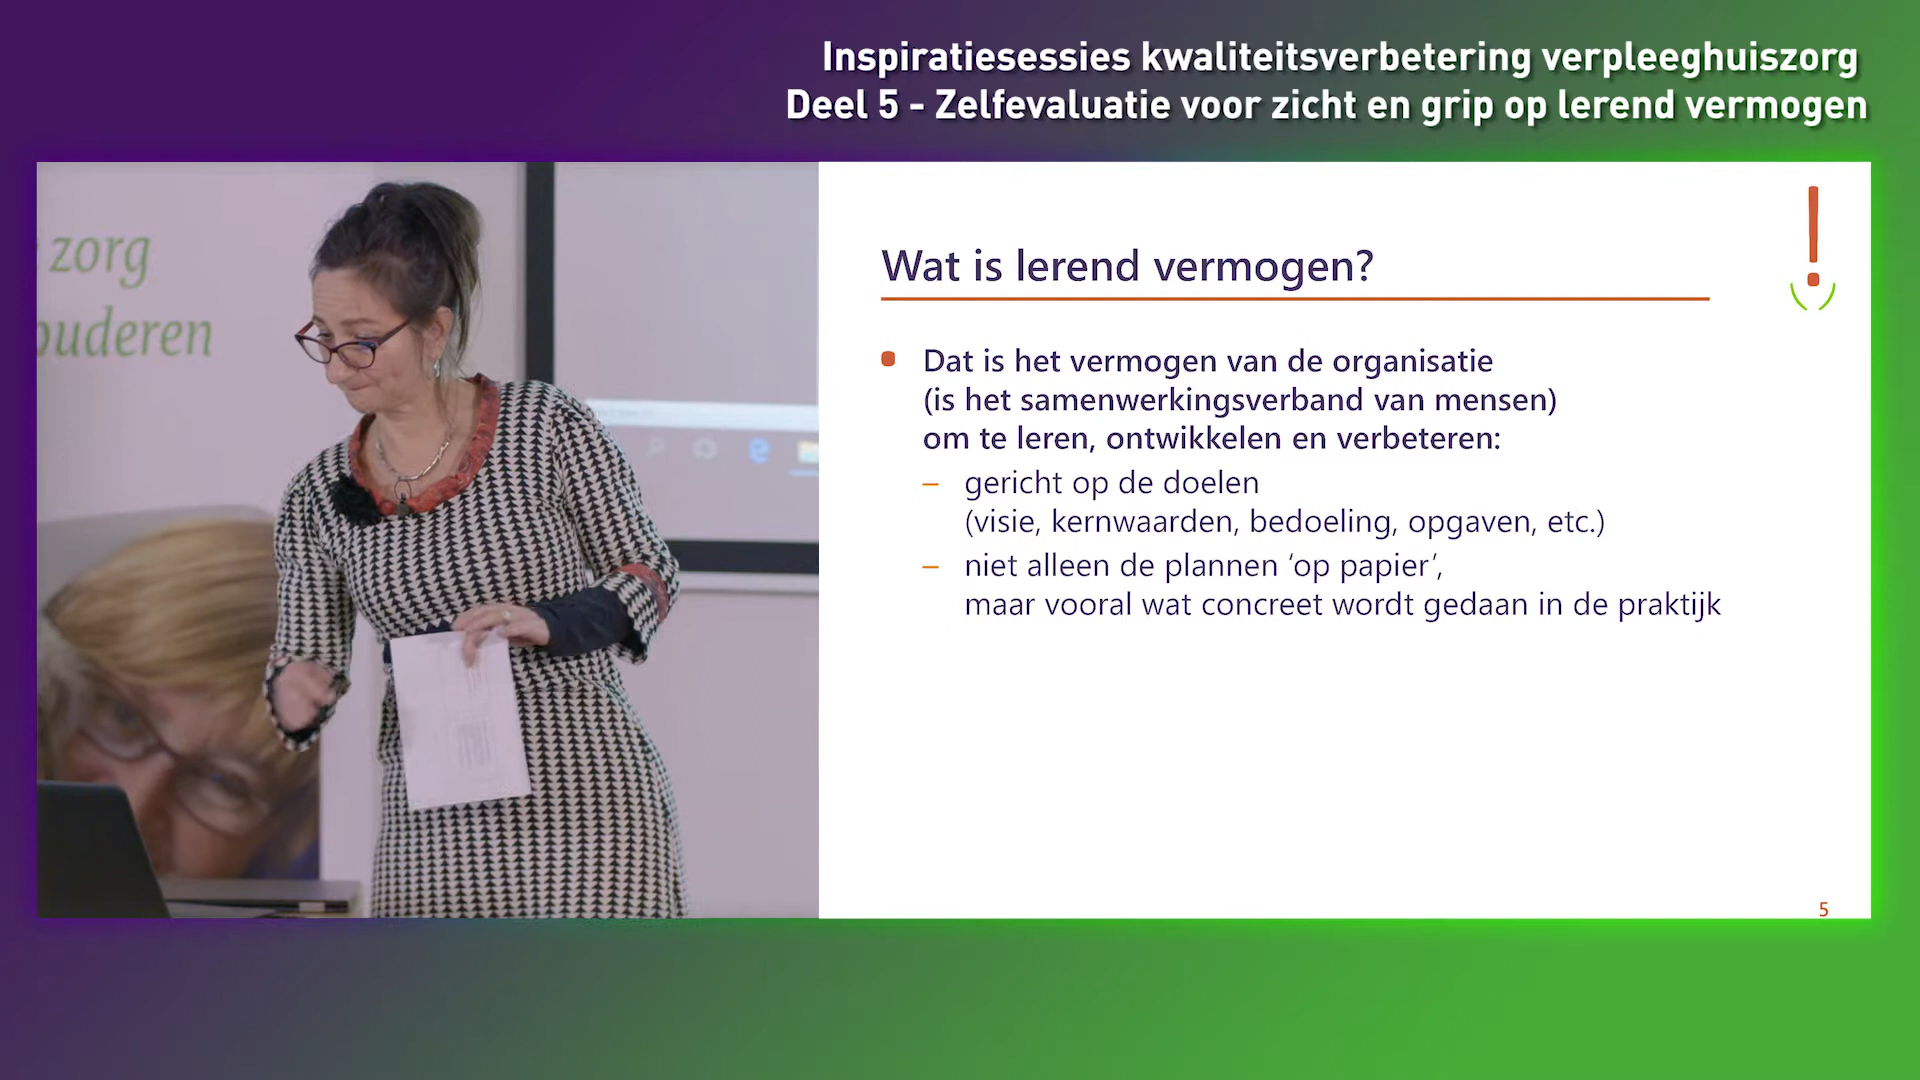 Inspiratiesessies kwaliteitsverbetering verpleeghuiszorg
Deel 5 - Zelfevaluatie voor zicht en grip op lerend vermogen
zorg
ouderen
Wat is lerend vermogen?
Dat is het vermogen van de organisatie
(is het samenwerkingsverband van mensen)
om te leren, ontwikkelen en verbeteren:
– gericht op de doelen
(visie, kernwaarden, bedoeling, opgaven, etc.)
– niet alleen de plannen ‘op papier’,
maar vooral wat concreet wordt gedaan in de praktijk
5